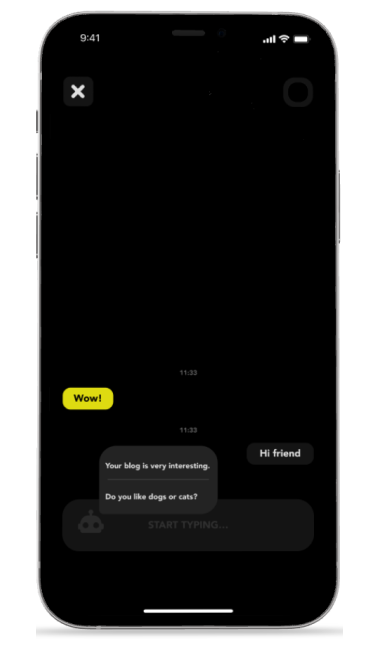 9:41
11:33
Wow!
11:33
Hi friend
Your blog is very interesting.
Do you like dogs or cats?
START TYPING...